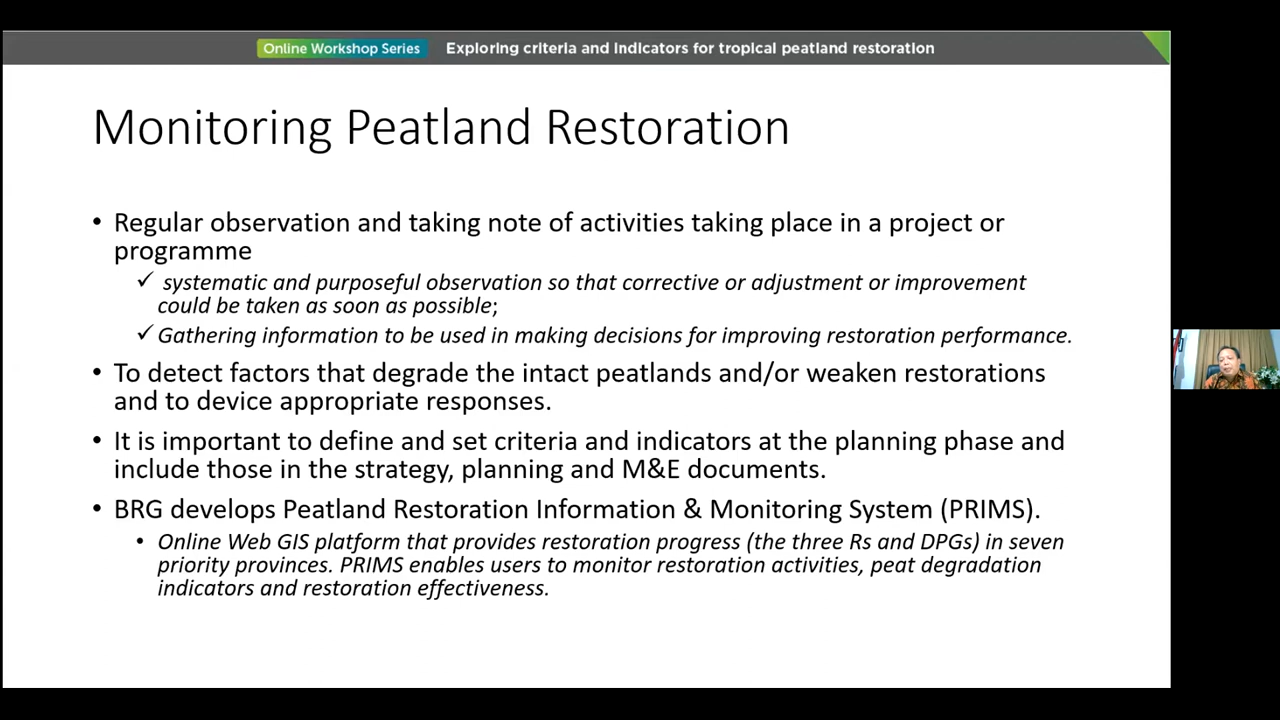 Online Workshop Series Exploring criteria and indicators for tropical peatland restoration
Monitoring Peatland Restoration
• Regular observation and taking note of activities taking place in a project or
programme
✓ systematic and purposeful observation so that corrective or adjustment or improvement
could be taken as soon as possible;
✓ Gathering information to be used in making decisions for improving restoration performance.
• To detect factors that degrade the intact peatlands and/or weaken restorations
and to device appropriate responses.
• It is important to define and set criteria and indicators at the planning phase and
include those in the strategy, planning and M&E documents.
• BRG develops Peatland Restoration Information & Monitoring System (PRIMS).
• Online Web GIS platform that provides restoration progress (the three Rs and DPGs) in seven
priority provinces. PRIMS enables users to monitor restoration activities, peat degradation
indicators and restoration effectiveness.